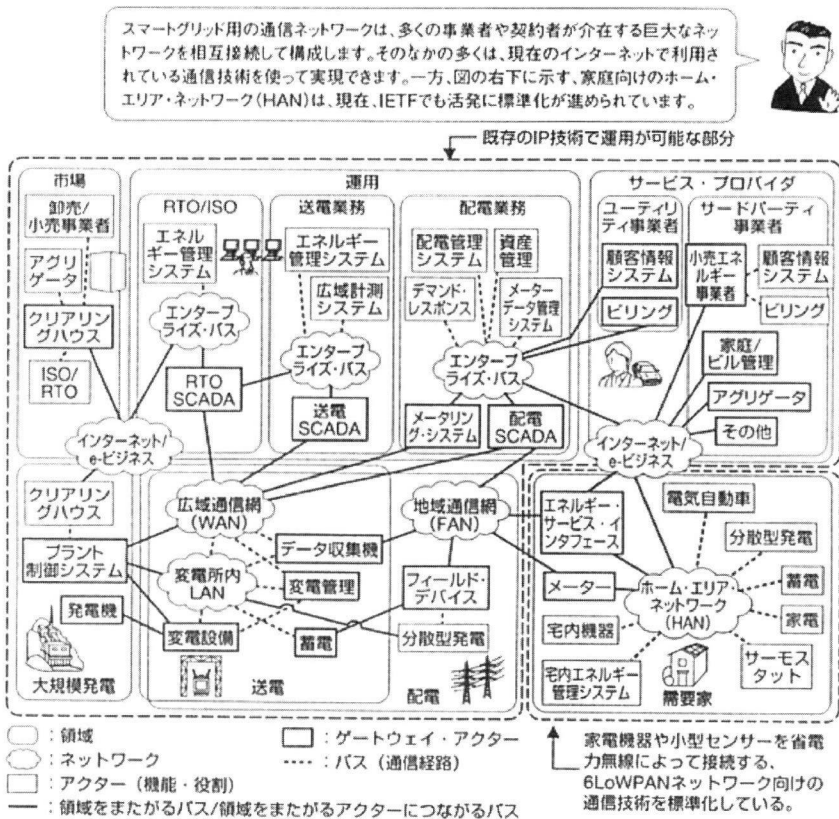 スマートグリッド用の通信ネットワークは、多くの事業者や契約者が介在する巨大なネッ
トワークを相互接続して構成します。そのなかの多くは、現在のインターネットで利用さ
れている通信技術を使って実現できます。一方、図の右下に示す、家庭向けのホーム・
エリア・ネットワーク(HAN)は、現在、IETFでも活発に標準化が進められています。
既存のIP技術で運用が可能な部分
市場
卸売/
小売事業者
アグリ
ゲータ
クリアリン
グハウス
ISO/
RTO
運用
RTO/ISO
エネル
ギー管理
システム
エンタープ
ライズ・バス
RTO
SCADA
送電業務
エネルギー
管理システム
広域計測
システム
エンタープ
ライズ・バス
送電
SCADA
配電業務
配電管理
システム
資産
管理
デマンド・
レスポンス
メーター
データ管理
システム
エンタープ
ライズ・バス
メータリン
グ・システム
配電
SCADA
サービス・プロバイダ
ユーティリ
ティ事業者
サードパーティ
事業者
顧客情報
システム
ビリング
小売エネ
ルギー
事業者
顧客情報
システム
ビリング
家庭/
ビル管理
アグリゲータ
その他
インターネット/
e-ビジネス
インターネット/
e-ビジネス
クリアリン
グハウス
プラント
制御システム
発電機
大規模発電
広域通信網
(WAN)
変電所内
LAN
データ収集機
変電管理
変電設備
蓄電
送電
地域通信網
(FAN)
フィールド・
デバイス
分散型発電
配電
エネルギー・
サービス・イ
ンタフェース
メーター
宅内機器
宅内エネルギー
管理システム
電気自動車
分散型発電
蓄電
家電
サーモス
タット
ホーム・エリア・
ネットワーク
(HAN)
需要家
:領域
:ネットワーク
:アクター(機能・役割)
:ゲートウェイ・アクター
:パス(通信経路)
:領域をまたがるパス/領域をまたがるアクターにつながるパス
家電機器や小型センサーを省電
力無線によって接続する、
6LoWPANネットワーク向けの
通信技術を標準化している。